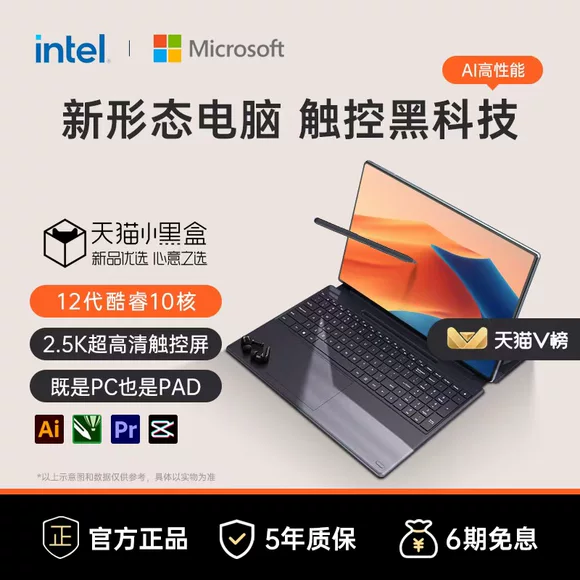 intel.
Microsoft
AI高性能
新形态电脑 触控黑科技
天猫小黑盒
新品优选 心意之选
12代酷睿10核
2.5K超高清触控屏
天猫V榜
既是PC也是PAD
Ai
Pr
*以上示意图和数据仅供参考，具体以实物为准
正
官方正品
5年质保
¥
6期免息